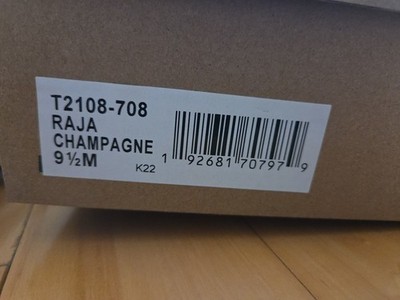 T2108-708
RAJA
CHAMPAGNE
9½M
K22
1 92681 70797 9